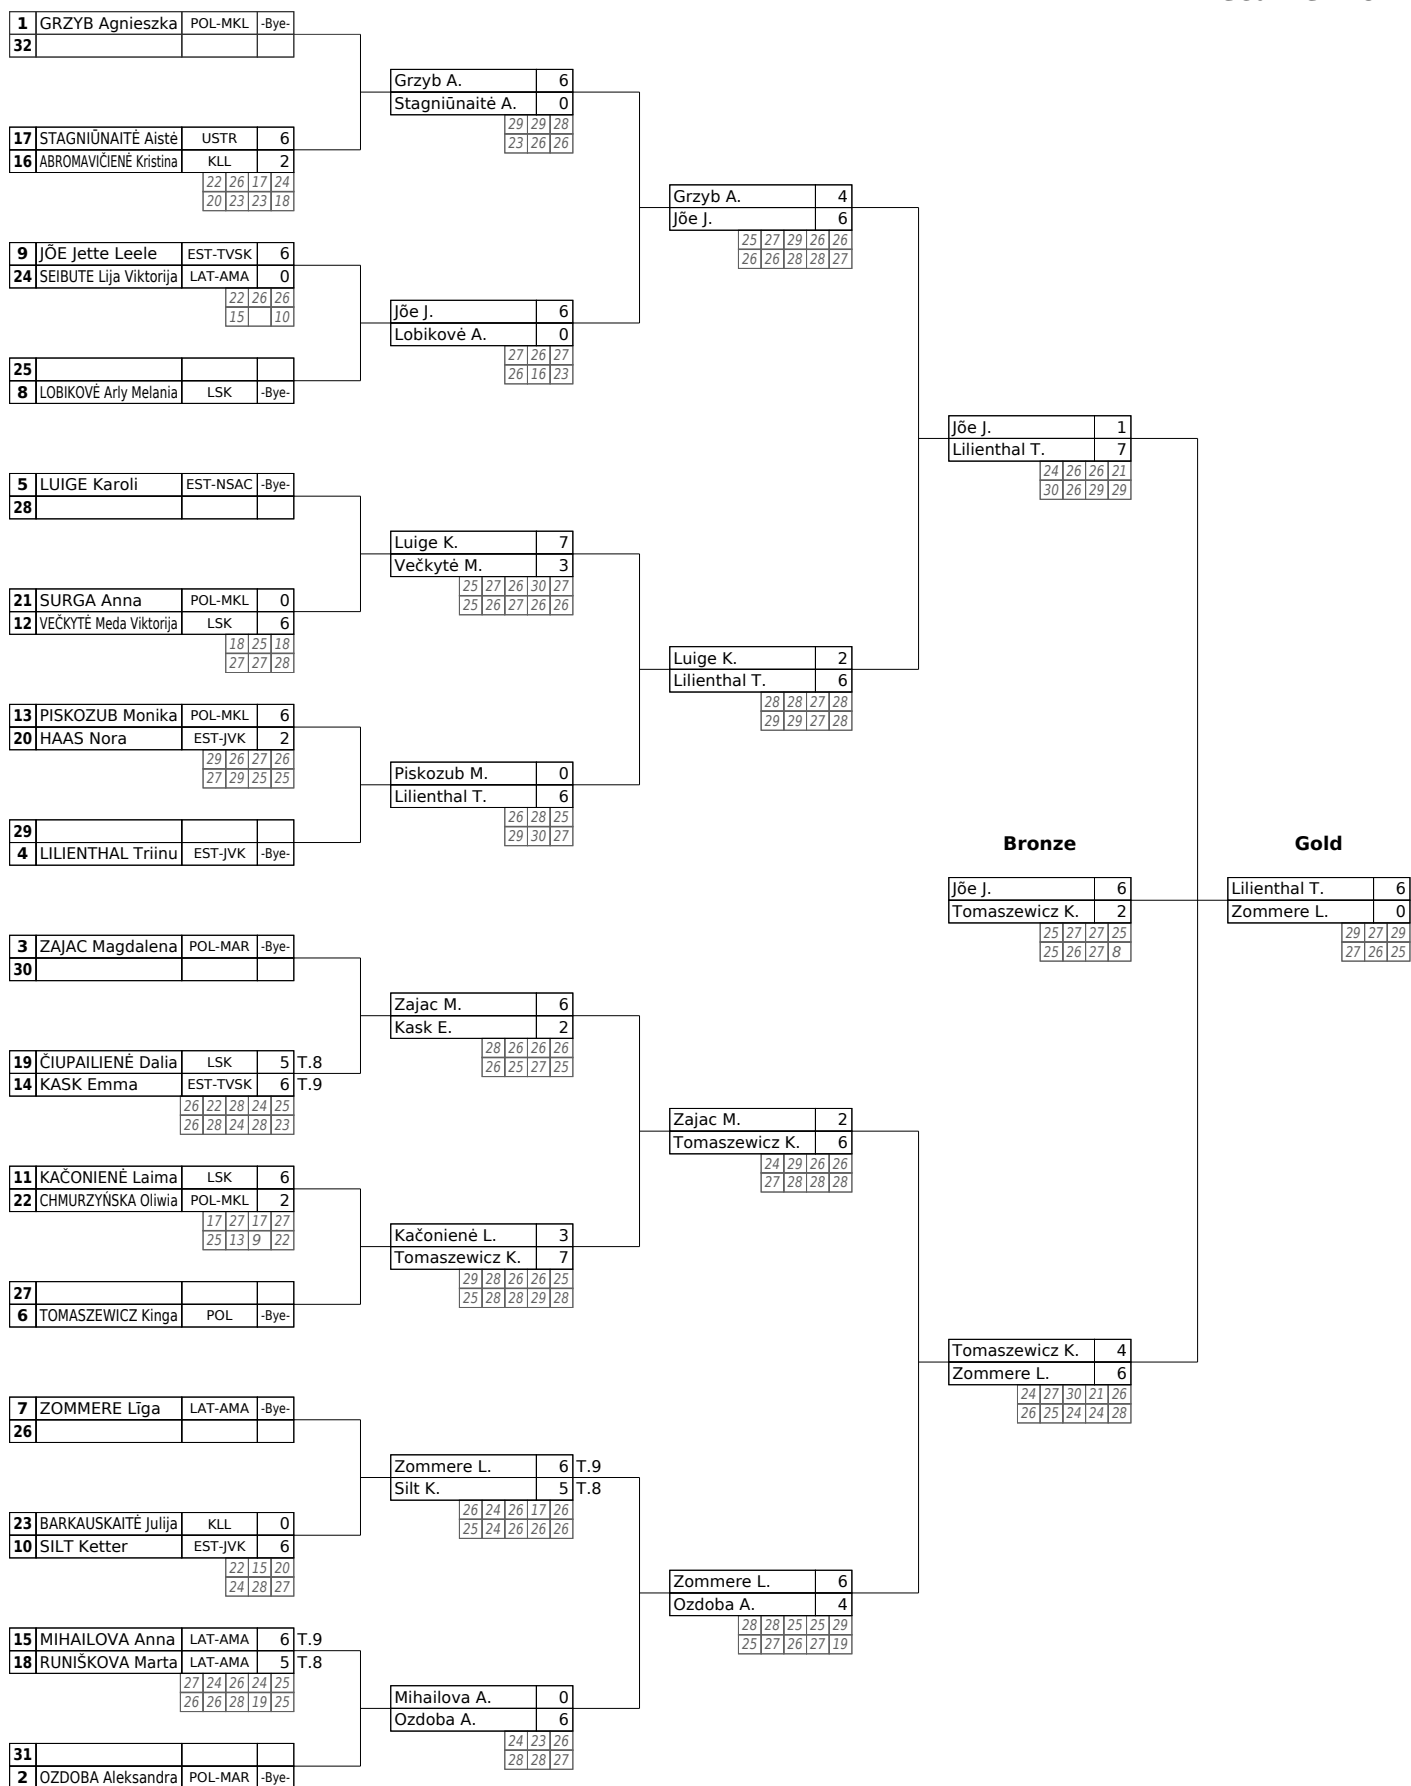 1 GRZYB Agnieszka POL-MKL -Bye-
32
Grzyb A. 6
Stagniūnaitė A. 0
29 29 28
23 26 26
17 STAGNIŪNAITĖ Aistė USTR 6
16 ABROMAVIČIENĖ Kristina KLL 2
22 26 17 24
20 23 23 18
Grzyb A. 4
Jõe J. 6
25 27 29 26 26
26 26 28 28 27
9 JÕE Jette Leele EST-TVSK 6
24 SEIBUTE Lija Viktorija LAT-AMA 0
22 26 26
15 10
Jõe J. 6
Lobikovė A. 0
27 26 27
26 16 23
25
8 LOBIKOVĖ Arly Melania LSK -Bye-
Jõe J. 1
Lilienthal T. 7
24 26 26 21
30 26 29 29
5 LUIGE Karoli EST-NSAC -Bye-
28
Luige K. 7
Večkytė M. 3
25 27 26 30 27
25 26 27 26 26
21 SURGA Anna POL-MKL 0
12 VEČKYTĖ Meda Viktorija LSK 6
18 25 18
27 27 28
Luige K. 2
Lilienthal T. 6
28 28 27 28
29 29 27 28
13 PISKOZUB Monika POL-MKL 6
20 HAAS Nora EST-JVK 2
29 26 27 26
27 29 25 25
Piskozub M. 0
Lilienthal T. 6
26 28 25
29 30 27
29
4 LILIENTHAL Triinu EST-JVK -Bye-
Bronze Gold
Jõe J. 6
Tomaszewicz K. 2
25 27 27 25
25 26 27 8
Lilienthal T. 6
Zommere L. 0
29 27 29
27 26 25
3 ZAJAC Magdalena POL-MAR -Bye-
30
Zajac M. 6
Kask E. 2
28 26 26 26
26 25 27 25
19 ČIUPAILIENĖ Dalia LSK 5 T.8
14 KASK Emma EST-TVSK 6 T.9
26 22 28 24 25
26 28 24 28 23
Zajac M. 2
Tomaszewicz K. 6
24 29 26 26
27 28 28 28
11 KAČONIENĖ Laima LSK 6
22 CHMURZYŃSKA Oliwia POL-MKL 2
17 27 17 27
25 13 9 22
Kačonienė L. 3
Tomaszewicz K. 7
29 28 26 26 25
25 28 28 29 28
27
6 TOMASZEWICZ Kinga POL -Bye-
Tomaszewicz K. 4
Zommere L. 6
24 27 30 21 26
26 25 24 24 28
7 ZOMMERE Līga LAT-AMA -Bye-
26
Zommere L. 6 T.9
Silt K. 5 T.8
26 24 26 17 26
25 24 26 26 26
23 BARKAUSKAITĖ Julija KLL 0
10 SILT Ketter EST-JVK 6
22 15 20
24 28 27
Zommere L. 6
Ozdoba A. 4
28 28 25 25 29
25 27 26 27 19
15 MIHAILOVA Anna LAT-AMA 6 T.9
18 RUNIŠKOVA Marta LAT-AMA 5 T.8
27 24 26 24 25
26 26 28 19 25
Mihailova A. 0
Ozdoba A. 6
24 23 26
28 28 27
31
2 OZDOBA Aleksandra POL-MAR -Bye-